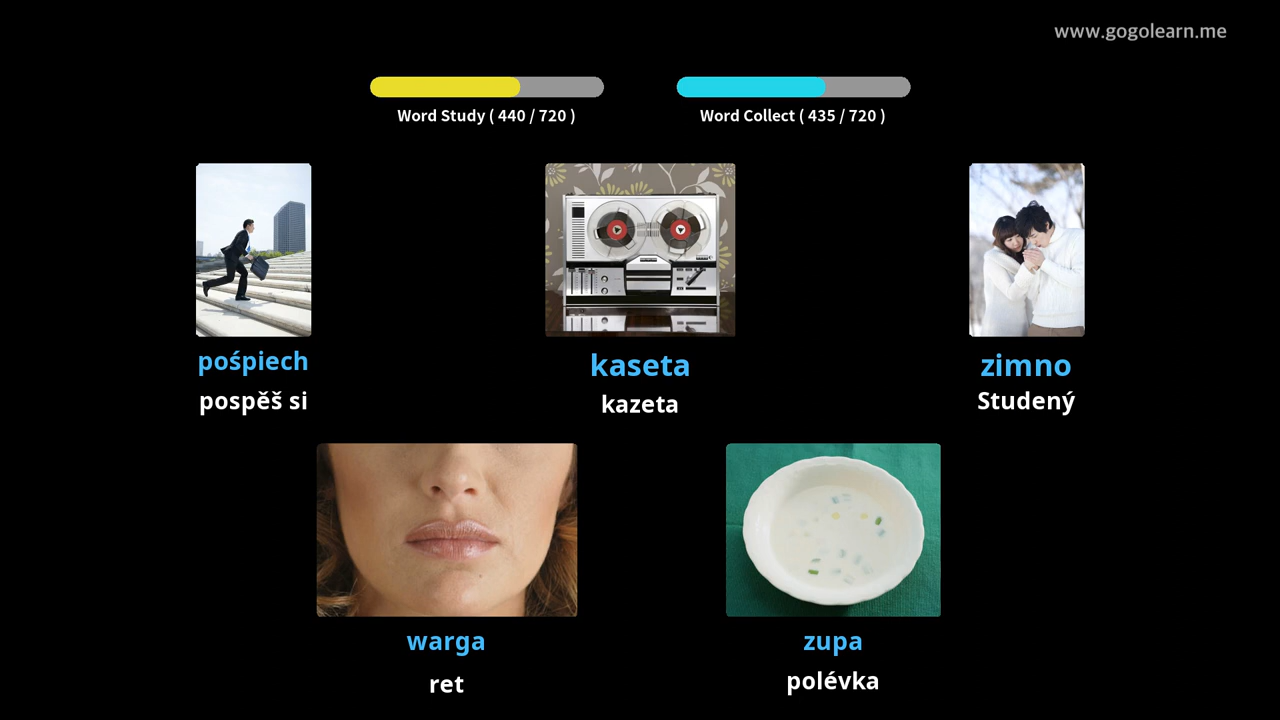 www.gogolearn.me
Word Study ( 440 / 720 )
Word Collect ( 435 / 720 )
pośpiech
pospěš si
kaseta
kazeta
zimno
Studený
warga
ret
zupa
polévka